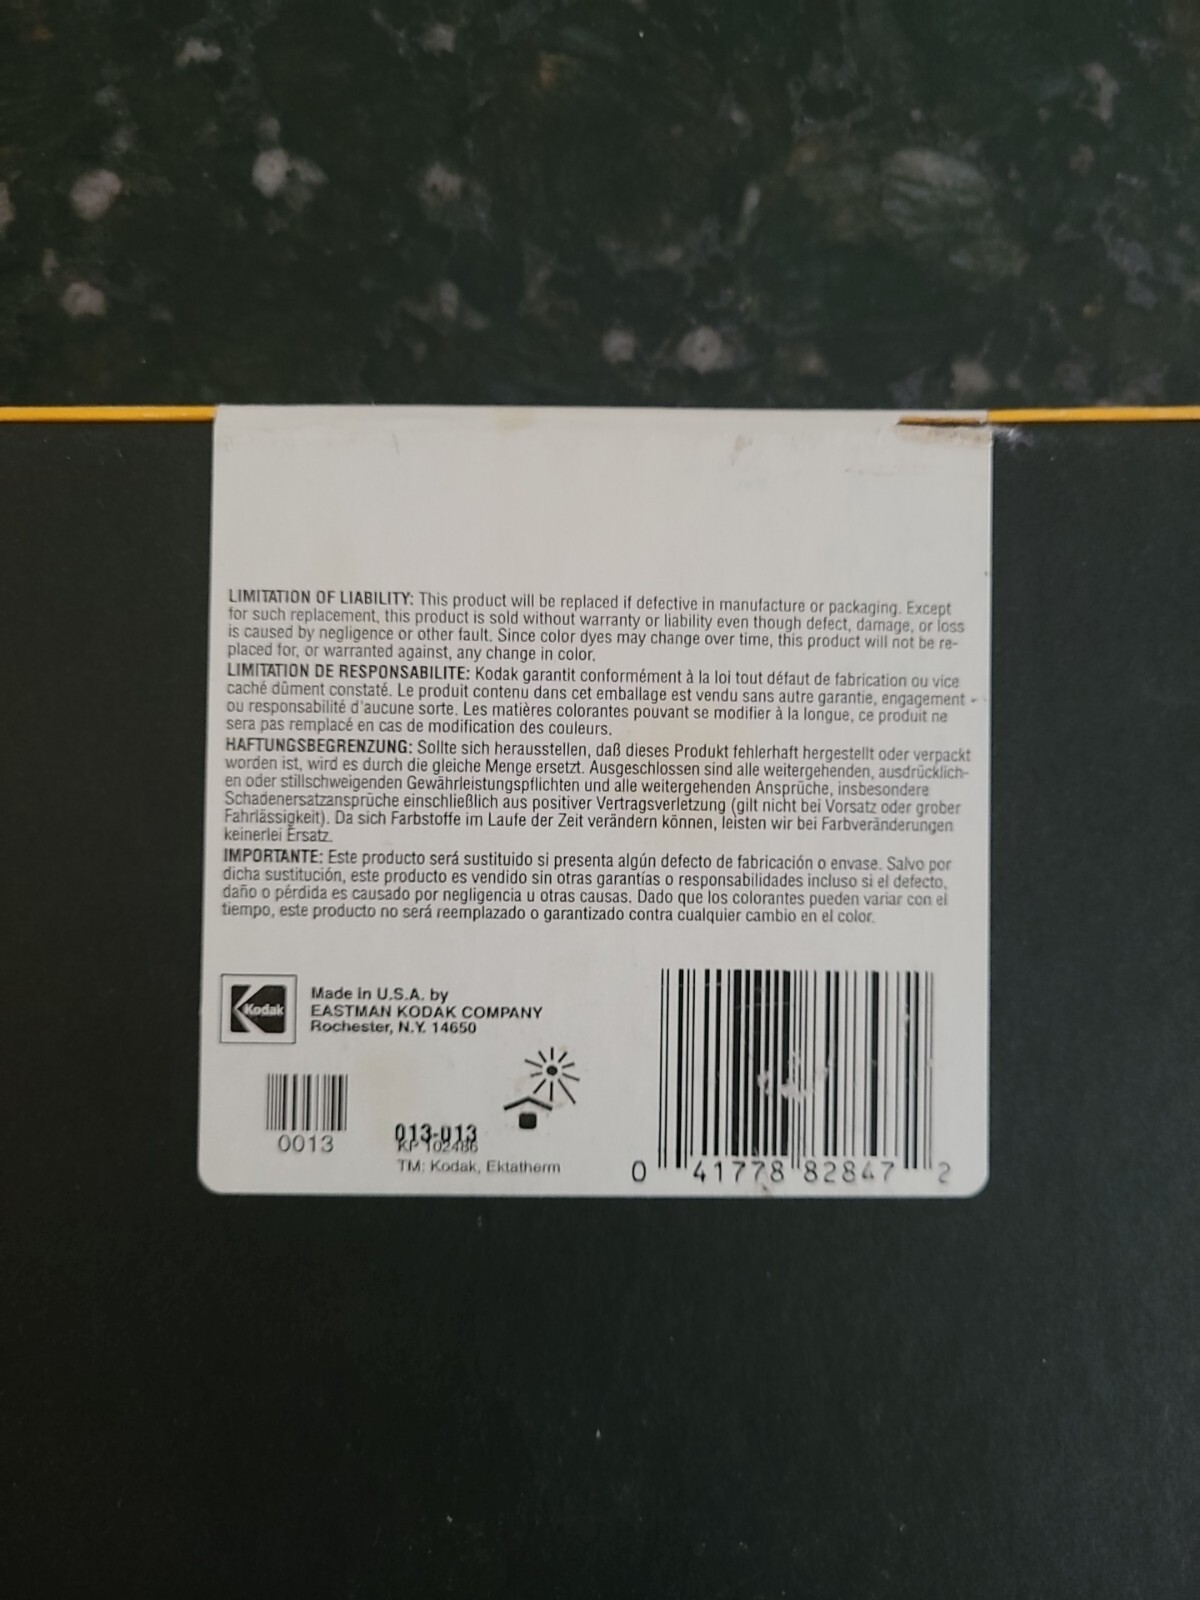 LIMITATION OF LIABILITY: This product will be replaced if defective in manufacture or packaging. Except
for such replacement, this product is sold without warranty or liability even though defect, damage, or loss
is caused by negligence or other fault. Since color dyes may change over time, this product will not be re-
placed for, or warranted against, any change in color.
LIMITATION DE RESPONSABILITE: Kodak garantit conformément à la loi tout défaut de fabrication ou vice
caché dûment constaté. Le produit contenu dans cet emballage est vendu sans autre garantie, engagement
ou responsabilité d'aucune sorte. Les matières colorantes pouvant se modifier à la longue, ce produit ne
sera pas remplacé en cas de modification des couleurs.
HAFTUNGSBEGRENZUNG: Sollte sich herausstellen, daß dieses Produkt fehlerhaft hergestellt oder verpackt
worden ist, wird es durch die gleiche Menge ersetzt. Ausgeschlossen sind alle weitergehenden, ausdrücklich-
en oder stillschweigenden Gewährleistungspflichten und alle weitergehenden Ansprüche, insbesondere
Schadenersatzansprüche einschließlich aus positiver Vertragsverletzung (gilt nicht bei Vorsatz oder grober
Fahrlässigkeit). Da sich Farbstoffe im Laufe der Zeit verändern können, leisten wir bei Farbveränderungen
keinerlei Ersatz.
IMPORTANTE: Este producto será sustituido si presenta algún defecto de fabricación o envase. Salvo por
dicha sustitución, este producto es vendido sin otras garantías o responsabilidades incluso si el defecto,
daño o pérdida es causado por negligencia u otras causas. Dado que los colorantes pueden variar con el
tiempo, este producto no será reemplazado o garantizado contra cualquier cambio en el color.
Kodak
Made in U.S.A. by
EASTMAN KODAK COMPANY
Rochester, N.Y. 14650
0013
013-013
KP 102486
TM: Kodak, Ektatherm
0 41778 82847 2